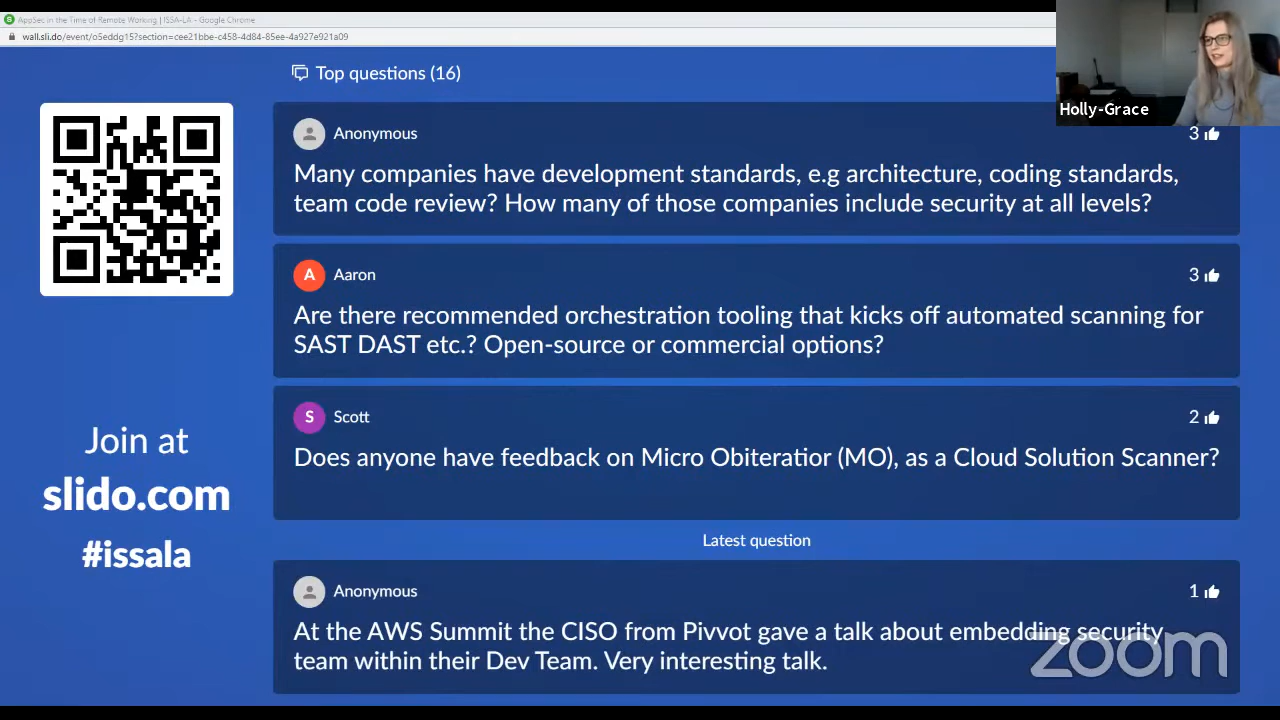 AppSec in the Time of Remote Working | ISSA-LA - Google Chrome
wall.sli.do/event/o5eddg15?section=cee21bbe-c458-4d84-85ee-4a927e921a09
Top questions (16)
Holly-Grace
Anonymous
3
Many companies have development standards, e.g architecture, coding standards,
team code review? How many of those companies include security at all levels?
A
Aaron
3
Are there recommended orchestration tooling that kicks off automated scanning for
SAST DAST etc.? Open-source or commercial options?
S
Scott
2
Does anyone have feedback on Micro Obiteratior (MO), as a Cloud Solution Scanner?
Join at
slido.com
#issala
Latest question
Anonymous
1
At the AWS Summit the CISO from Pivvot gave a talk about embedding security
team within their Dev Team. Very interesting talk.
zoom